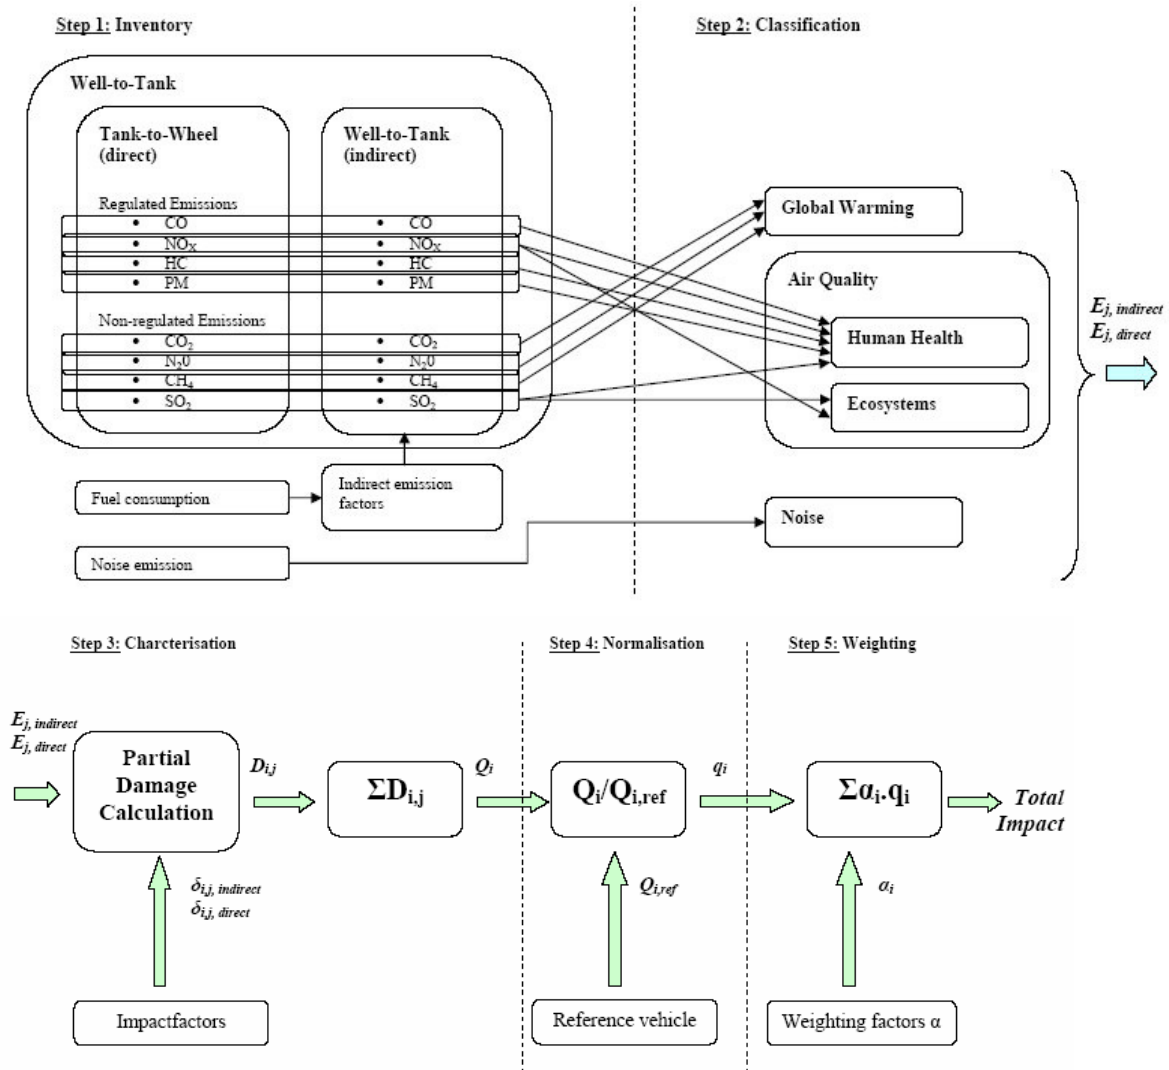 Step 1: Inventory
Step 2: Classification
Well-to-Tank
Tank-to-Wheel
(direct)
Well-to-Tank
(indirect)
Regulated Emissions
• CO • CO
• NOX • NOX
• HC • HC
• PM • PM
Non-regulated Emissions
• CO2 • CO2
• N20 • N20
• CH4 • CH4
• SO2 • SO2
Fuel consumption
Indirect emission
factors
Noise emission
Global Warming
Air Quality
Human Health
Ecosystems
Noise
Ej, indirect
Ej, direct
Step 3: Charcterisation
Step 4: Normalisation
Step 5: Weighting
Ej, indirect
Ej, direct
Partial
Damage
Calculation
Di,j
ΣDi,j
Qi
Qi/Qi,ref
qi
Σαi.qi
Total
Impact
δi,j, indirect
δi,j, direct
Qi,ref
αi
Impactfactors
Reference vehicle
Weighting factors α